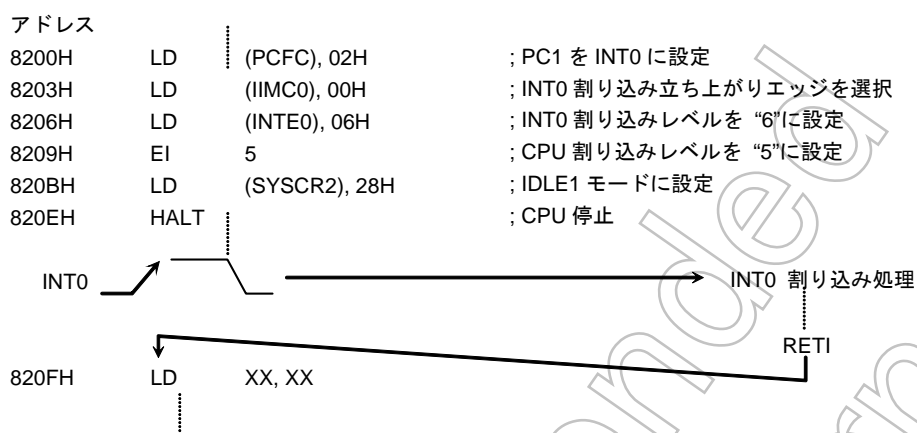 アドレス
8200H LD (PCFC), 02H ; PC1 を INT0 に設定
8203H LD (IIMC0), 00H ; INT0 割り込み立ち上がりエッジを選択
8206H LD (INTE0), 06H ; INT0 割り込みレベルを “6”に設定
8209H EI 5 ; CPU 割り込みレベルを “5”に設定
820BH LD (SYSCR2), 28H ; IDLE1 モードに設定
820EH HALT ; CPU 停止
INT0 INT0 割り込み処理
RETI
820FH LD XX, XX